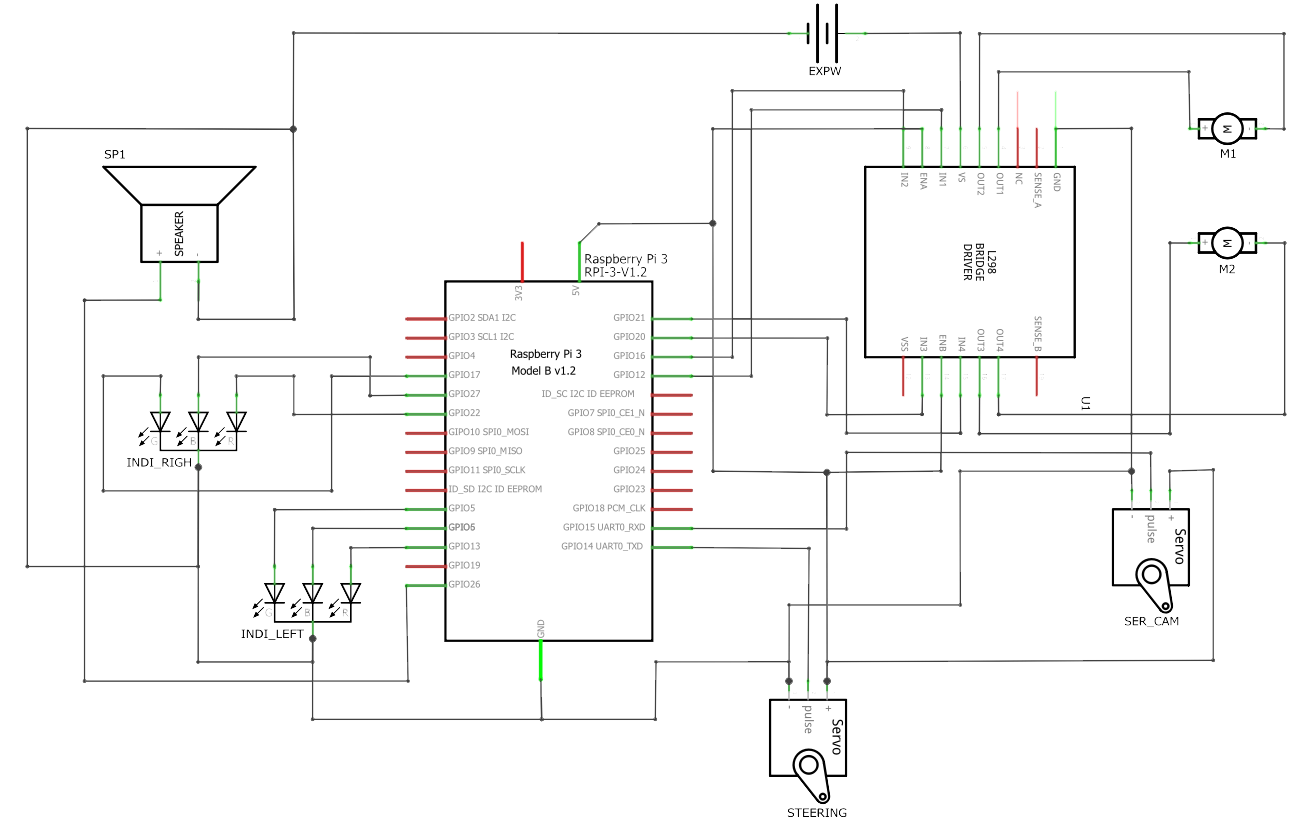 EXPW
SP1
SPEAKER
+ -
+ M -
M1
IN2
ENA
IN1
VS
OUT2
OUT1
NC
SENSE_A
GND
L298
BRIDGE
DRIVER
+ M -
M2
VSS
IN3
ENB
IN4
OUT3
OUT4
SENSE_B
U1
3V3
5V
Raspberry Pi 3
RPI-3-V1.2
Raspberry Pi 3
Model B v1.2
GPIO2 SDA1 I2C
GPIO3 SCL1 I2C
GPIO4
GPIO17
GPIO27
GPIO22
GIPO10 SPI0_MOSI
GPIO9 SPI0_MISO
GPIO11 SPI0_SCLK
ID_SD I2C ID EEPROM
GPIO5
GPIO6
GPIO13
GPIO19
GPIO26
GPIO21
GPIO20
GPIO16
GPIO12
ID_SC I2C ID EEPROM
GPIO7 SPI0_CE1_N
GPIO8 SPI0_CE0_N
GPIO25
GPIO24
GPIO23
GPIO18 PCM_CLK
GPIO15 UART0_RXD
GPIO14 UART0_TXD
GND
G B R
INDI_RIGH
G B R
INDI_LEFT
- pulse +
Servo
SER_CAM
- pulse +
Servo
STEERING